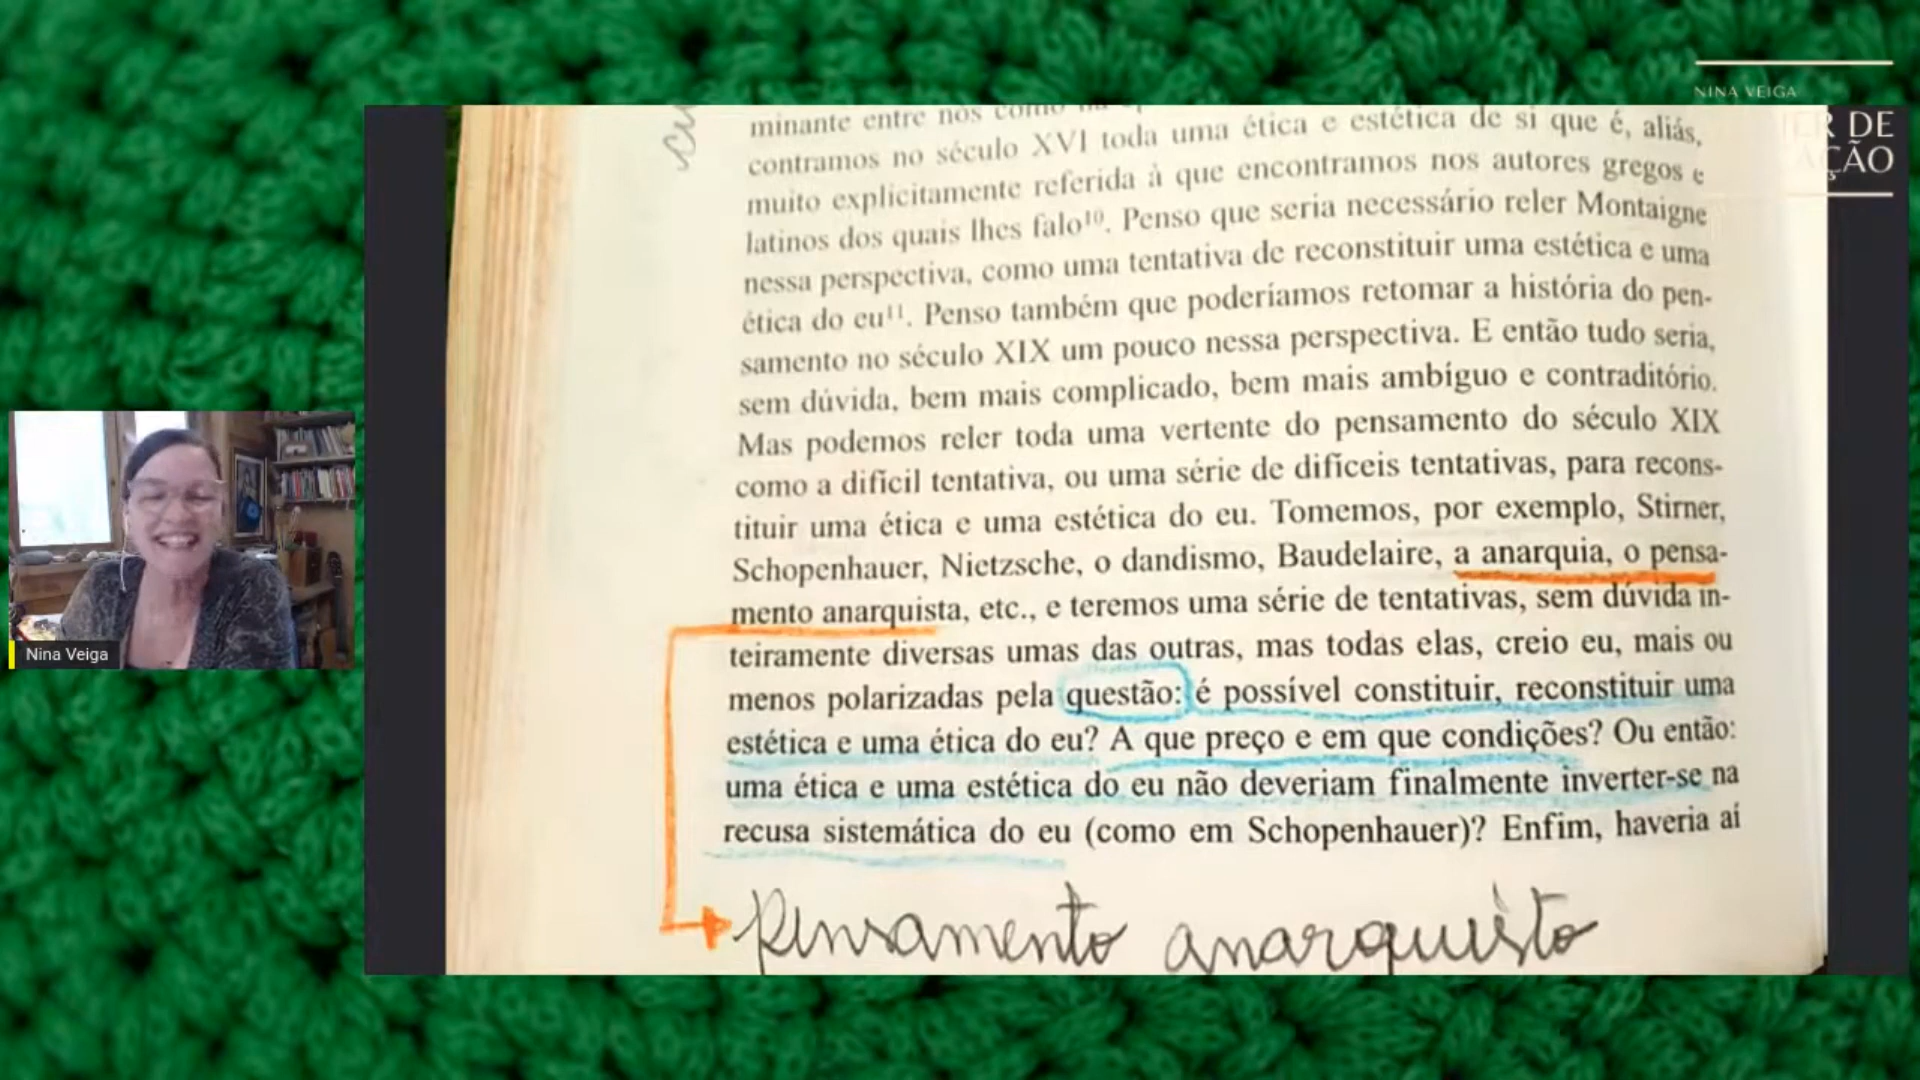 NINA VEIGA
ER DE
AÇÃO
minante entre nós como
contramos no século XVI toda uma ética e estética de si que é, aliás,
muito explicitamente referida à que encontramos nos autores gregos e
latinos dos quais lhes falo¹⁰. Penso que seria necessário reler Montaigne
nessa perspectiva, como uma tentativa de reconstituir uma estética e uma
ética do eu¹¹. Penso também que poderíamos retomar a história do pen-
samento no século XIX um pouco nessa perspectiva. E então tudo seria,
sem dúvida, bem mais complicado, bem mais ambíguo e contraditório.
Mas podemos reler toda uma vertente do pensamento do século XIX
como a difícil tentativa, ou uma série de difíceis tentativas, para recons-
tituir uma ética e uma estética do eu. Tomemos, por exemplo, Stirner,
Schopenhauer, Nietzsche, o dandismo, Baudelaire, a anarquia, o pensa-
mento anarquista, etc., e teremos uma série de tentativas, sem dúvida in-
teiramente diversas umas das outras, mas todas elas, creio eu, mais ou
menos polarizadas pela questão: é possível constituir, reconstituir uma
estética e uma ética do eu? A que preço e em que condições? Ou então:
uma ética e uma estética do eu não deveriam finalmente inverter-se na
recusa sistemática do eu (como em Schopenhauer)? Enfim, haveria aí
pensamento anarquista
Nina Veiga